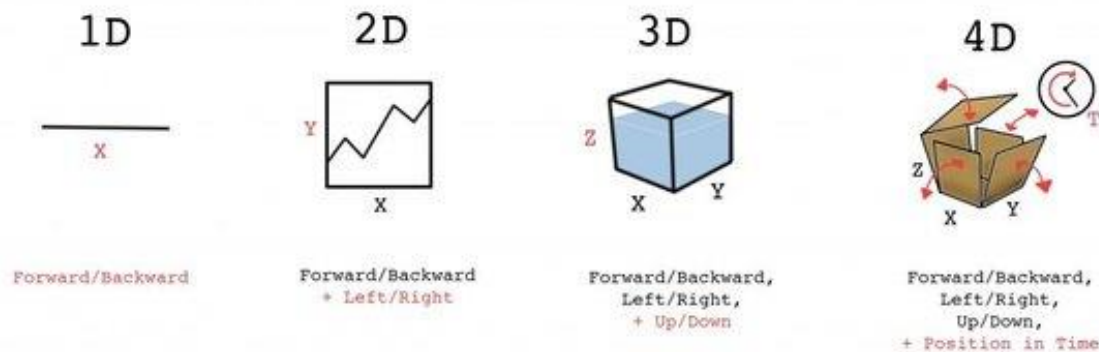 1D
2D
3D
4D
X
Y
X
Z
X
Y
T
Z
X
Y
Forward/Backward
Forward/Backward
+ Left/Right
Forward/Backward,
Left/Right,
+ Up/Down
Forward/Backward,
Left/Right,
Up/Down,
+ Position in Time